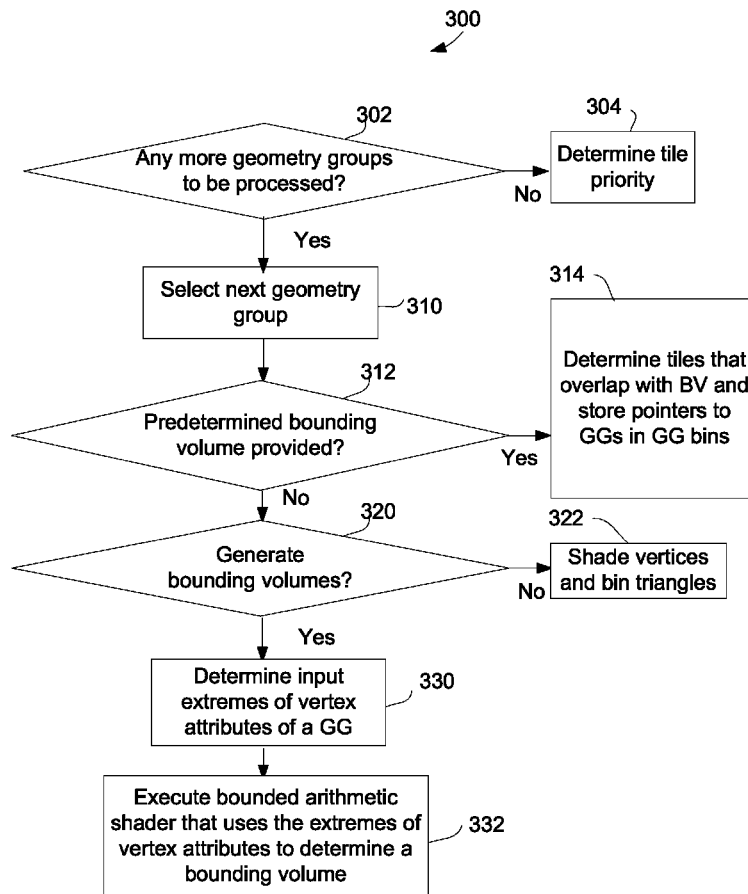 300
302
Any more geometry groups
to be processed?
No
304
Determine tile
priority
Yes
Select next geometry
group
310
312
Predetermined bounding
volume provided?
Yes
314
Determine tiles that
overlap with BV and
store pointers to
GGs in GG bins
No
320
Generate
bounding volumes?
No
322
Shade vertices
and bin triangles
Yes
Determine input
extremes of vertex
attributes of a GG
330
Execute bounded arithmetic
shader that uses the extremes of
vertex attributes to determine a
bounding volume
332